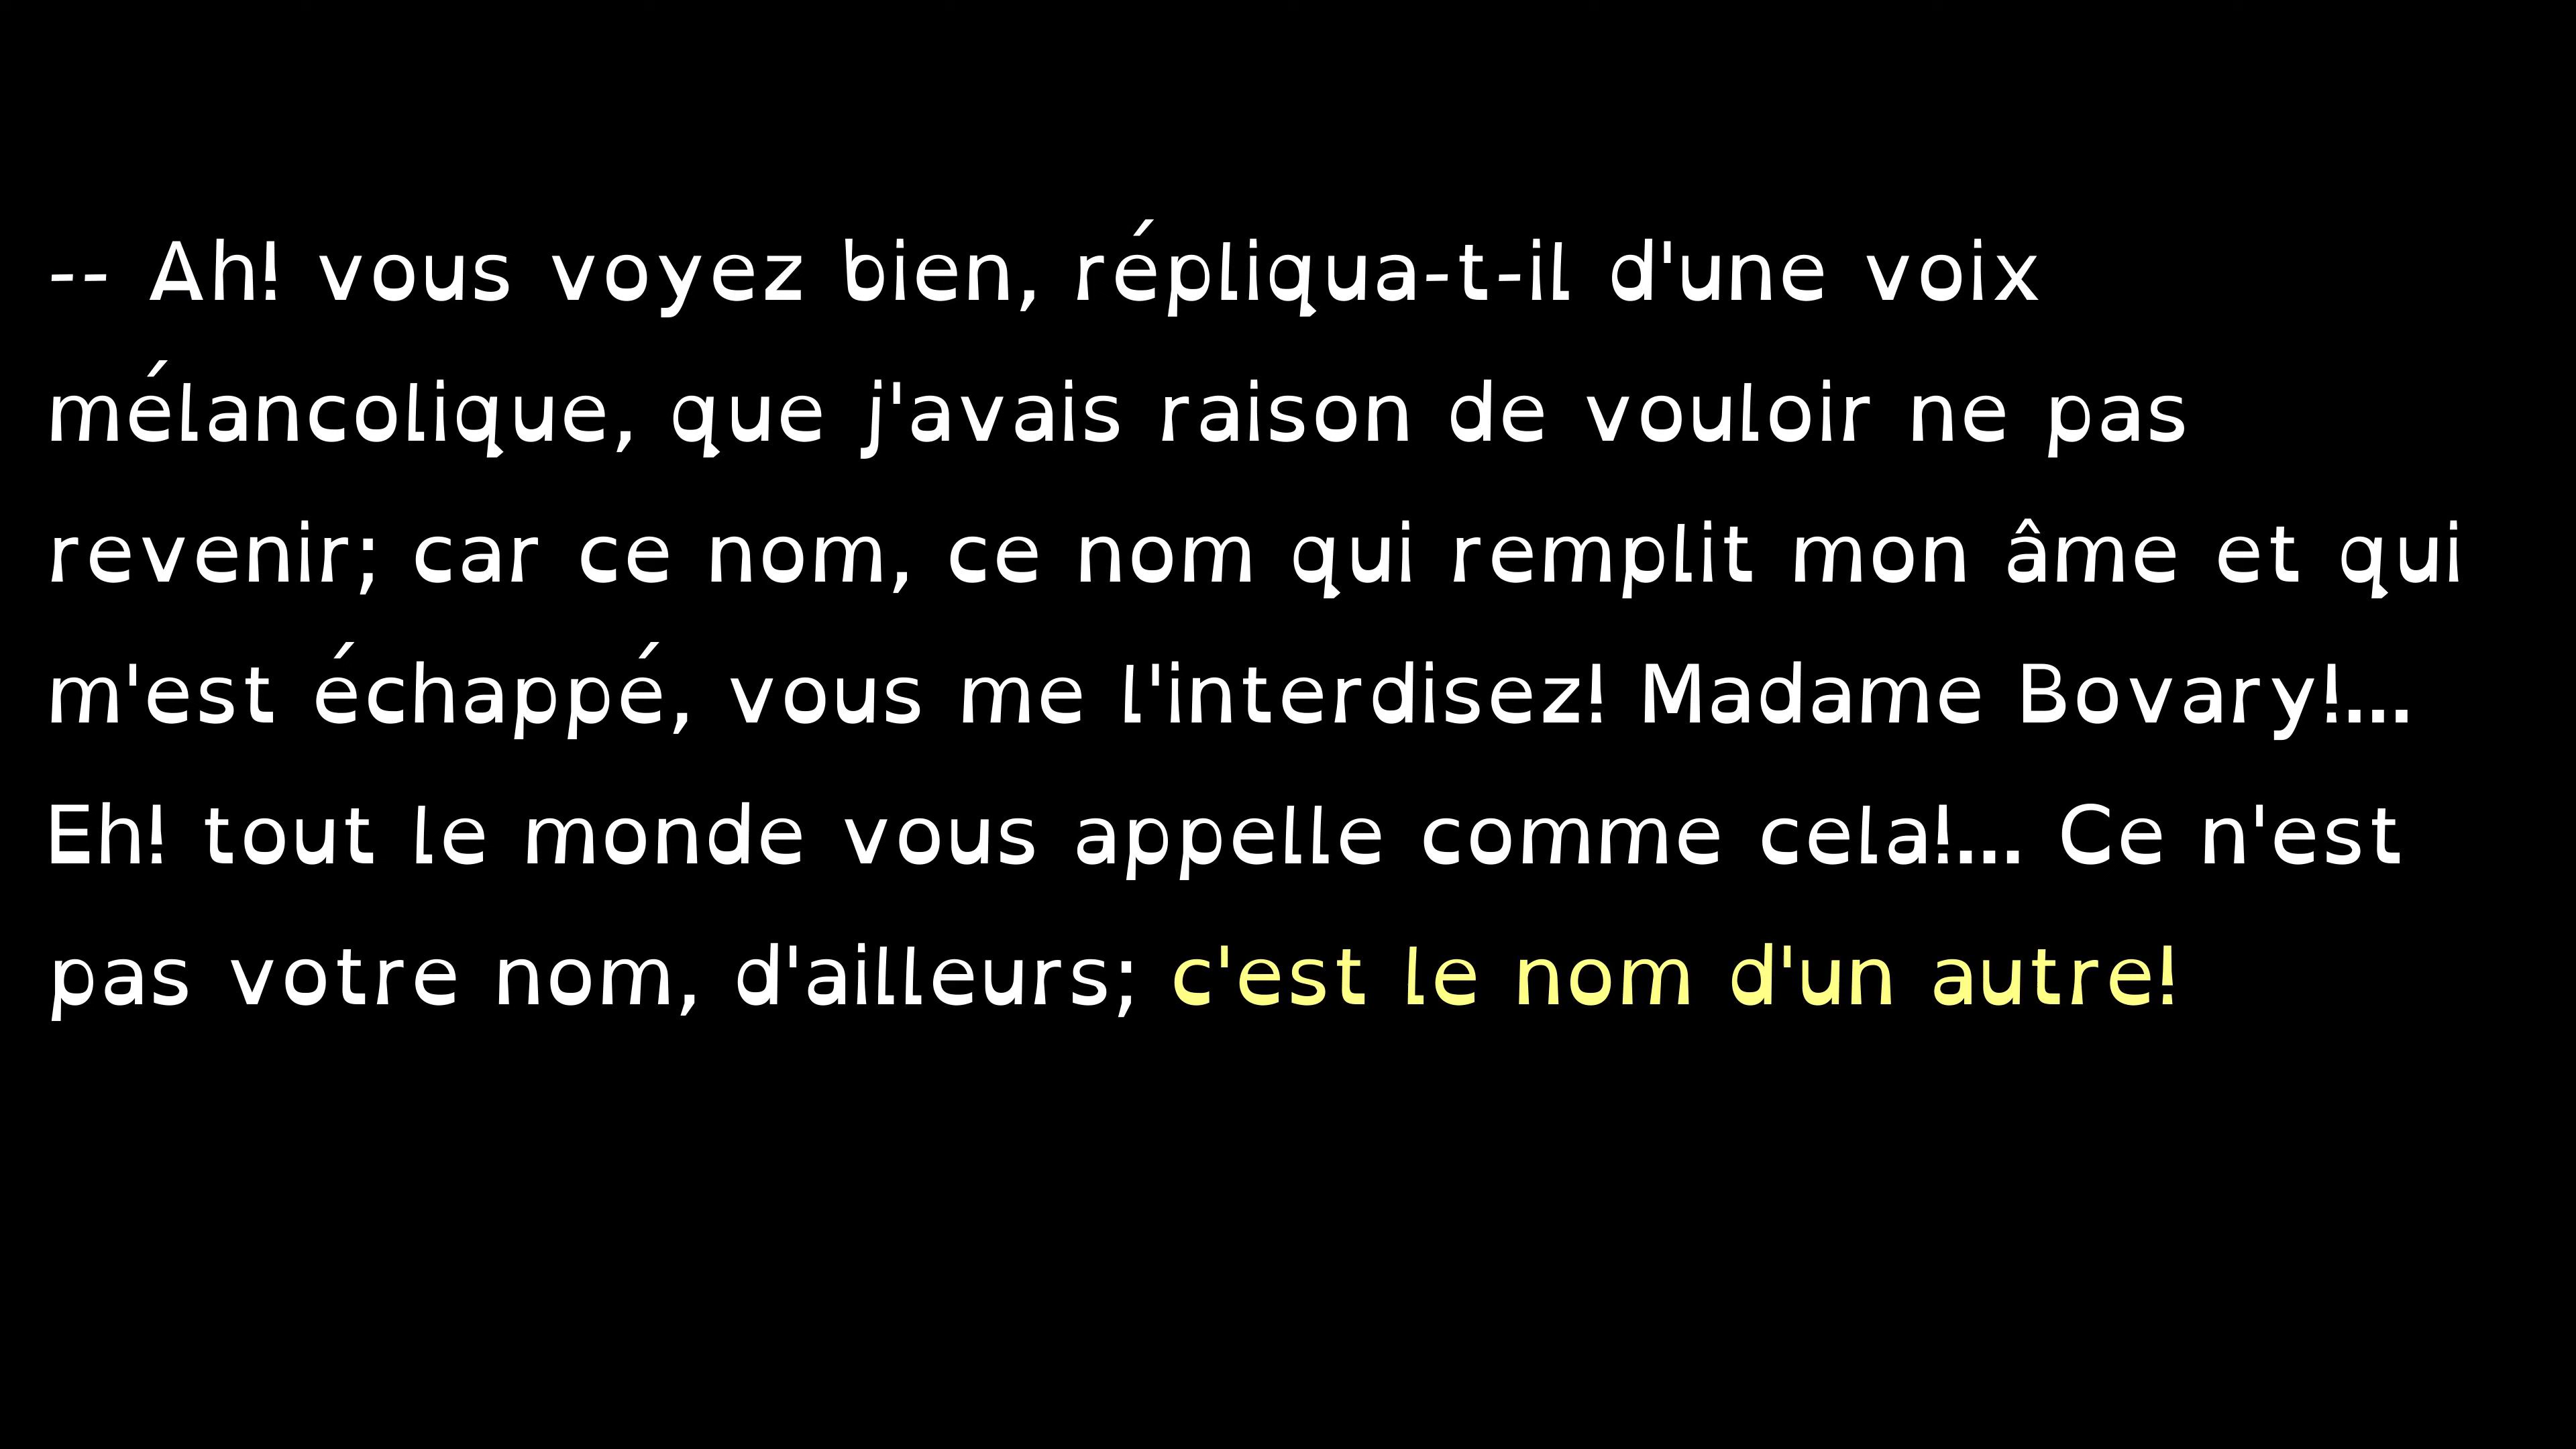 -- Ah! vous voyez bien, répliqua-t-il d'une voix
mélancolique, que j'avais raison de vouloir ne pas
revenir; car ce nom, ce nom qui remplit mon âme et qui
m'est échappé, vous me l'interdisez! Madame Bovary!...
Eh! tout le monde vous appelle comme cela!... Ce n'est
pas votre nom, d'ailleurs; c'est le nom d'un autre!